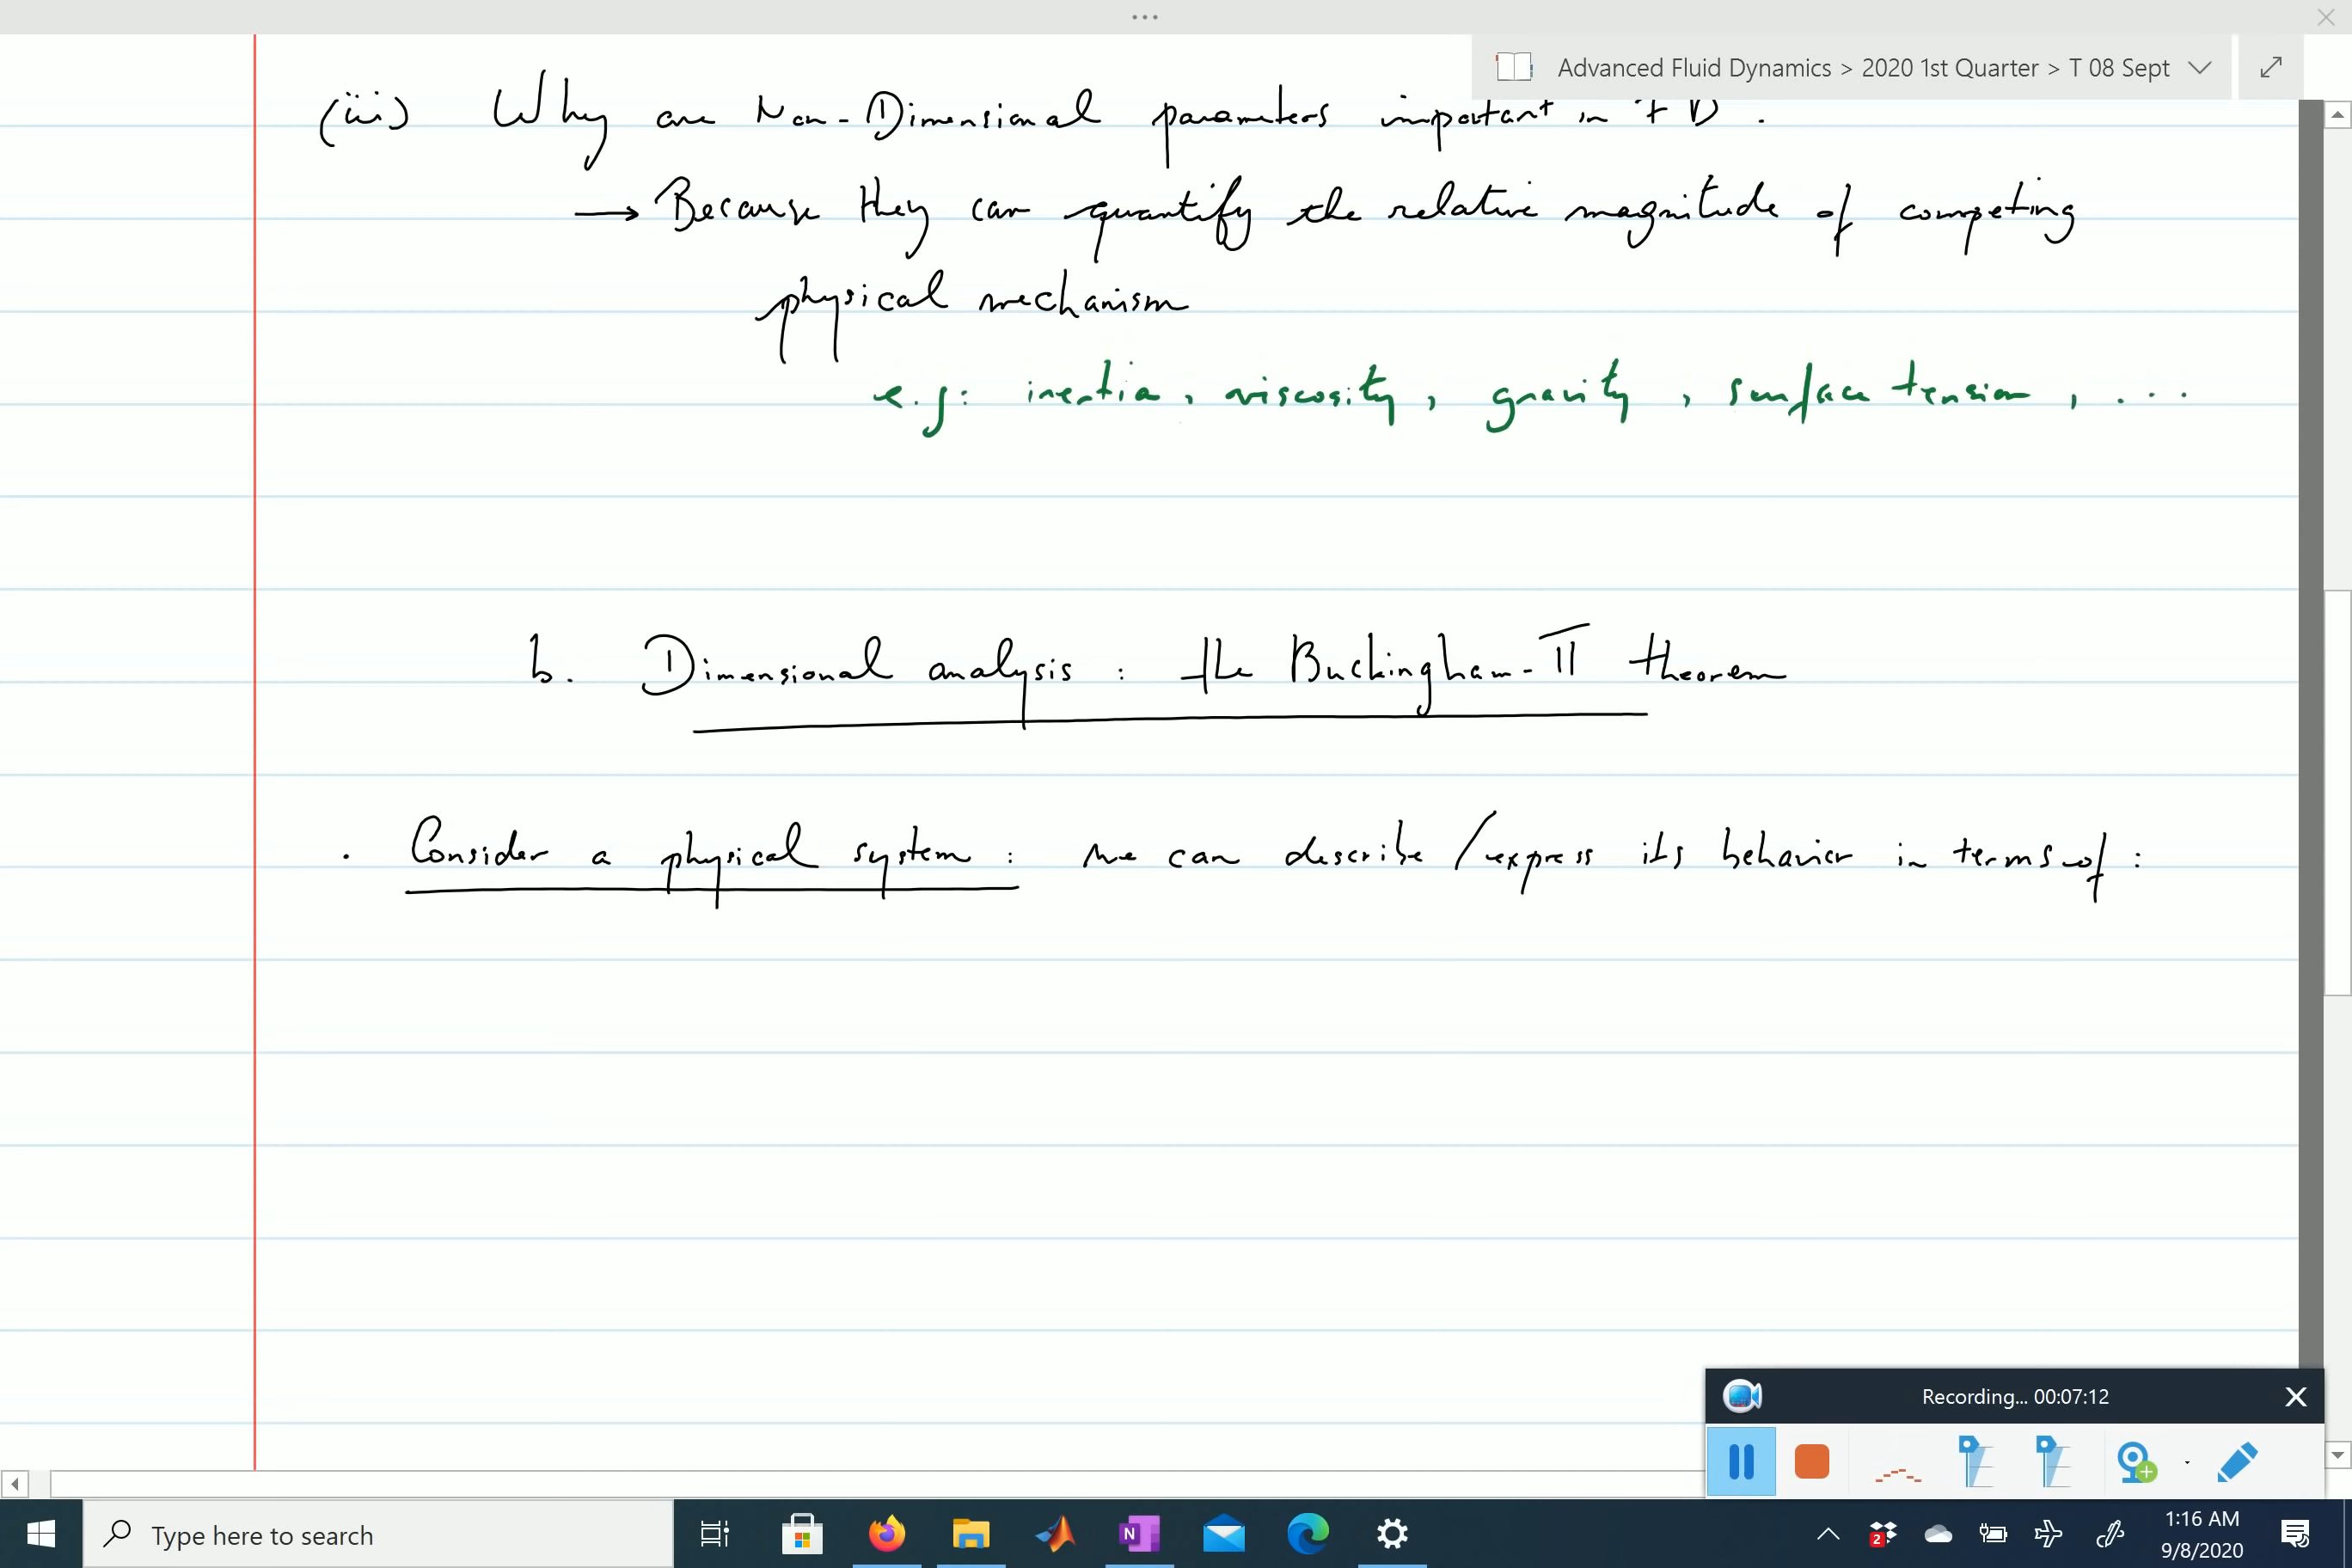 Advanced Fluid Dynamics > 2020 1st Quarter > T 08 Sept
(iii) Why are Non-Dimensional parameters important in F D.
→ Because they can quantify the relative magnitude of competing
physical mechanism
e.g: inertia, viscosity, gravity, surface tension, ...
b. Dimensional analysis : the Buckingham-Π theorem
. Consider a physical system : we can describe/express its behavior in terms of :
Recording... 00:07:12
Type here to search
N
2
1:16 AM
9/8/2020